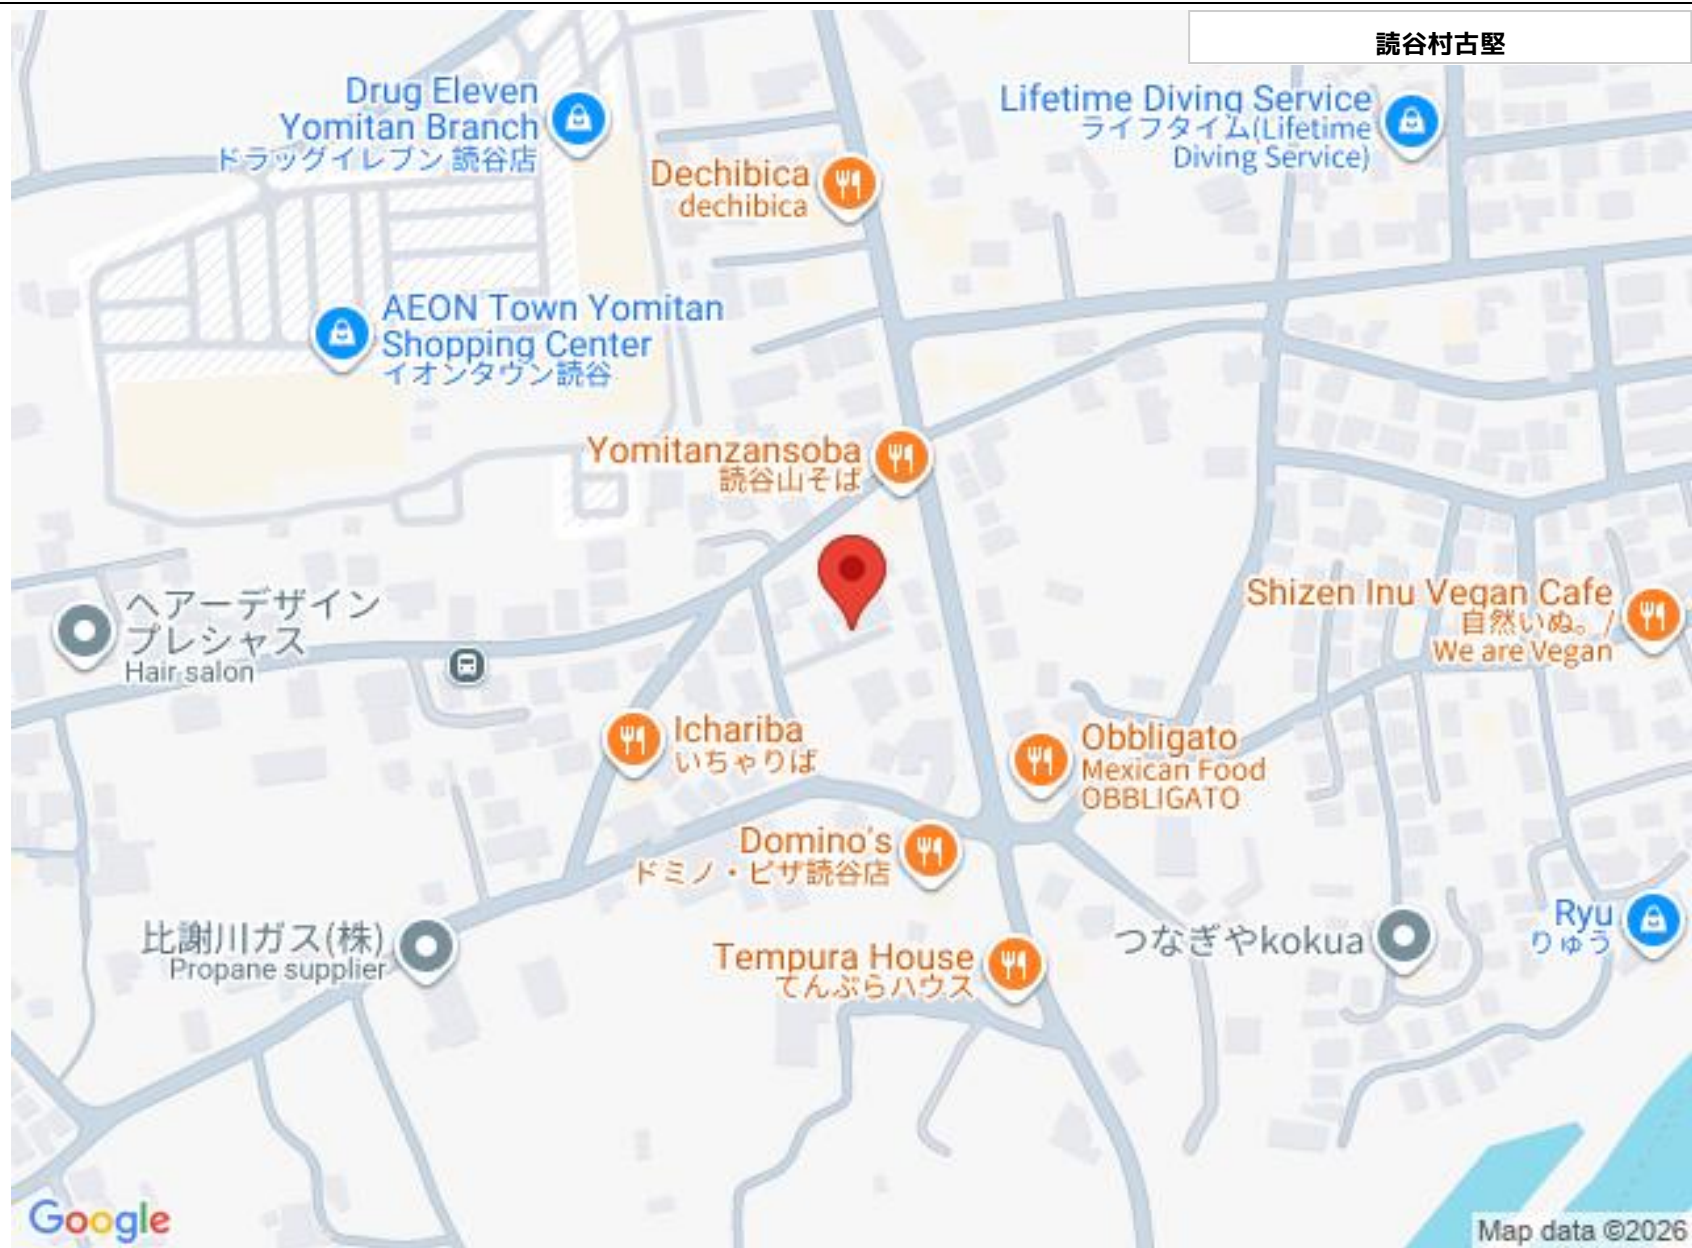 読谷村古堅
Drug Eleven
Yomitan Branch
ドラッグイレブン 読谷店
Lifetime Diving Service
ライフタイム(Lifetime
Diving Service)
Dechibica
dechibica
AEON Town Yomitan
Shopping Center
イオンタウン読谷
Yomitanzansoba
読谷山そば
ヘアーデザイン
プレシャス
Hair salon
Shizen Inu Vegan Cafe
自然いぬ。/
We are Vegan
Ichariba
いちゃりば
Obbligato
Mexican Food
OBBLIGATO
Domino's
ドミノ・ピザ読谷店
比謝川ガス(株)
Propane supplier
Tempura House
てんぷらハウス
つなぎやkokua
Ryu
りゅう
Google
Map data ©2026